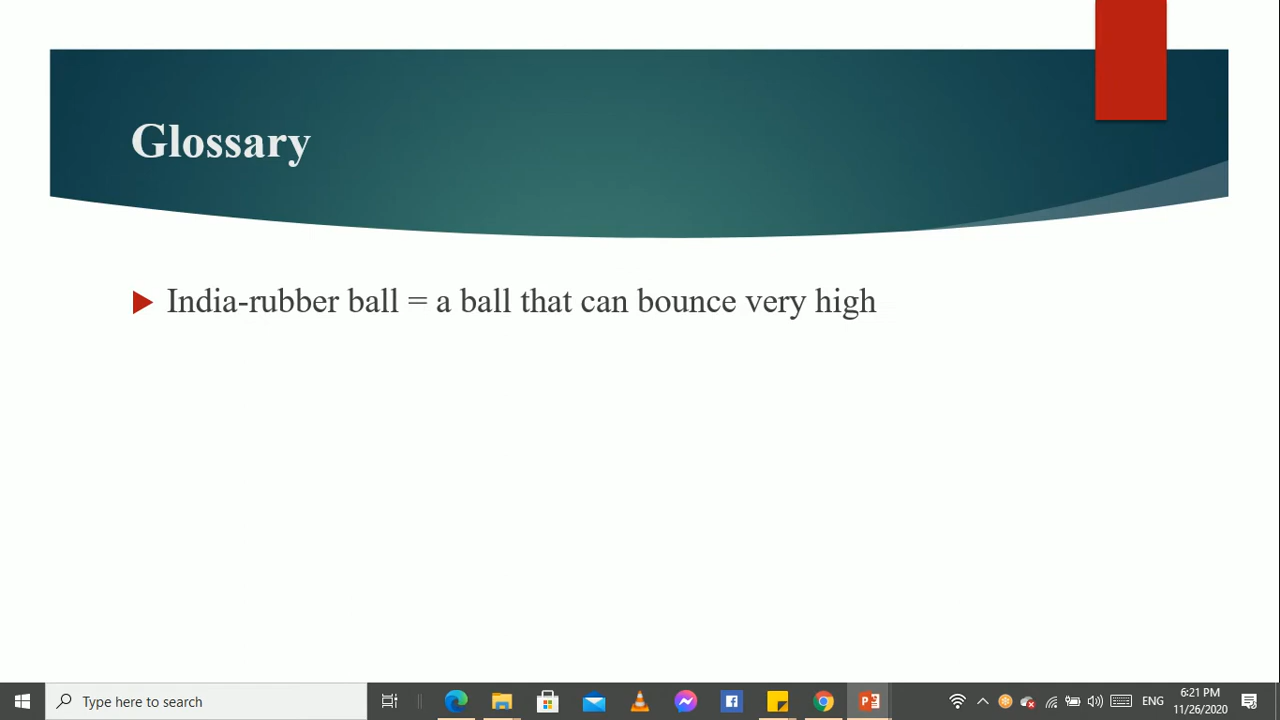 Glossary
India-rubber ball = a ball that can bounce very high
Type here to search
ENG
6:21 PM
11/26/2020